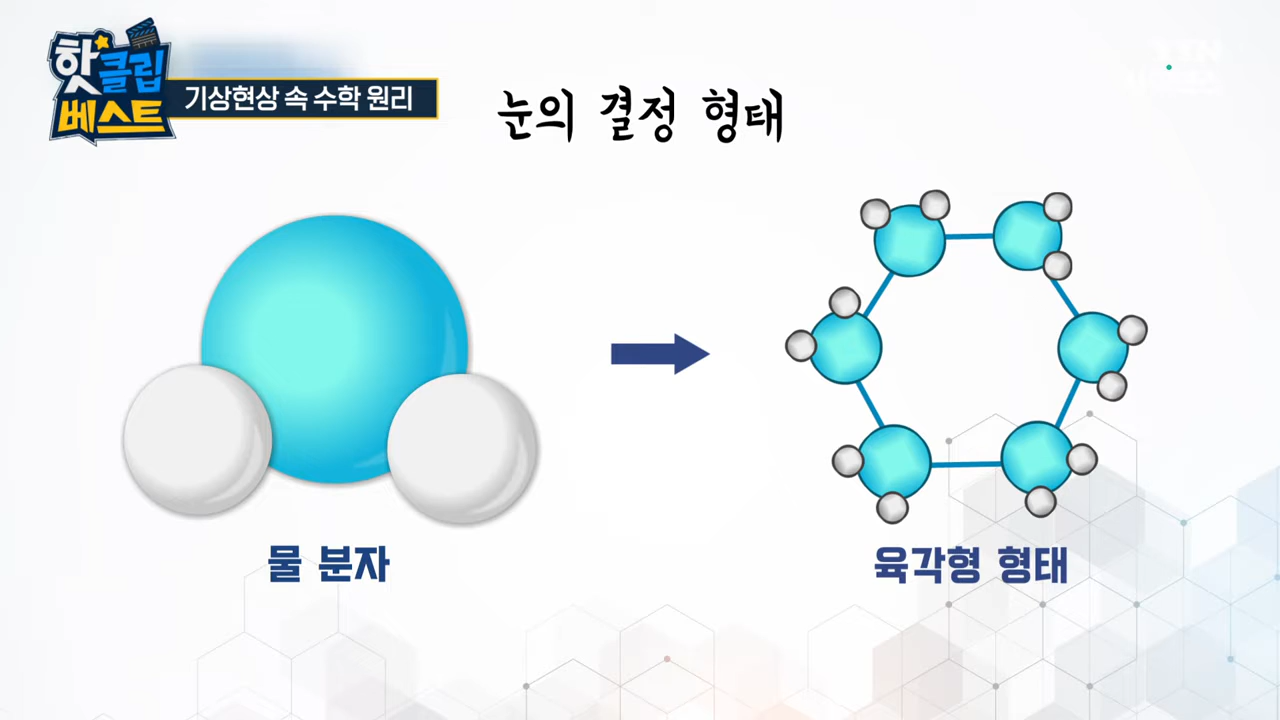 핫클립
베스트
기상현상 속 수학 원리
눈의 결정 형태
물 분자
육각형 형태